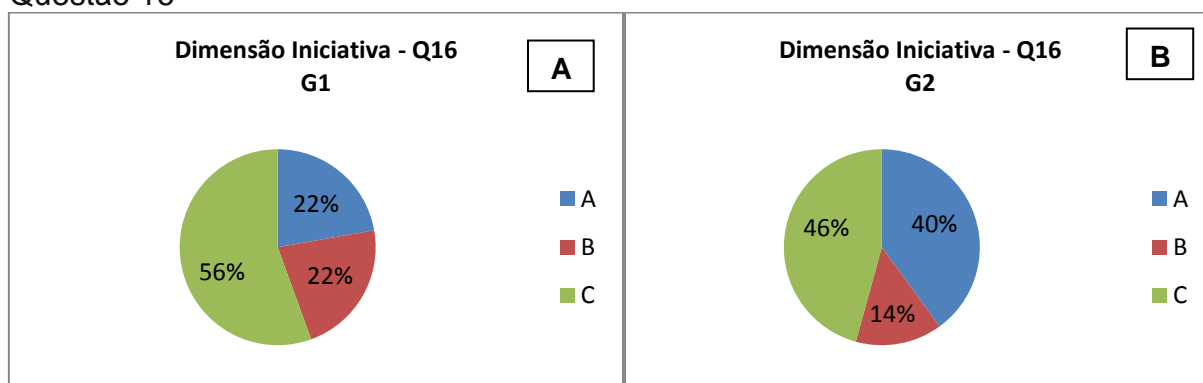 Dimensão Iniciativa - Q16
G1
A
22%
22%
56%
A
B
C
Dimensão Iniciativa - Q16
G2
B
40%
14%
46%
A
B
C